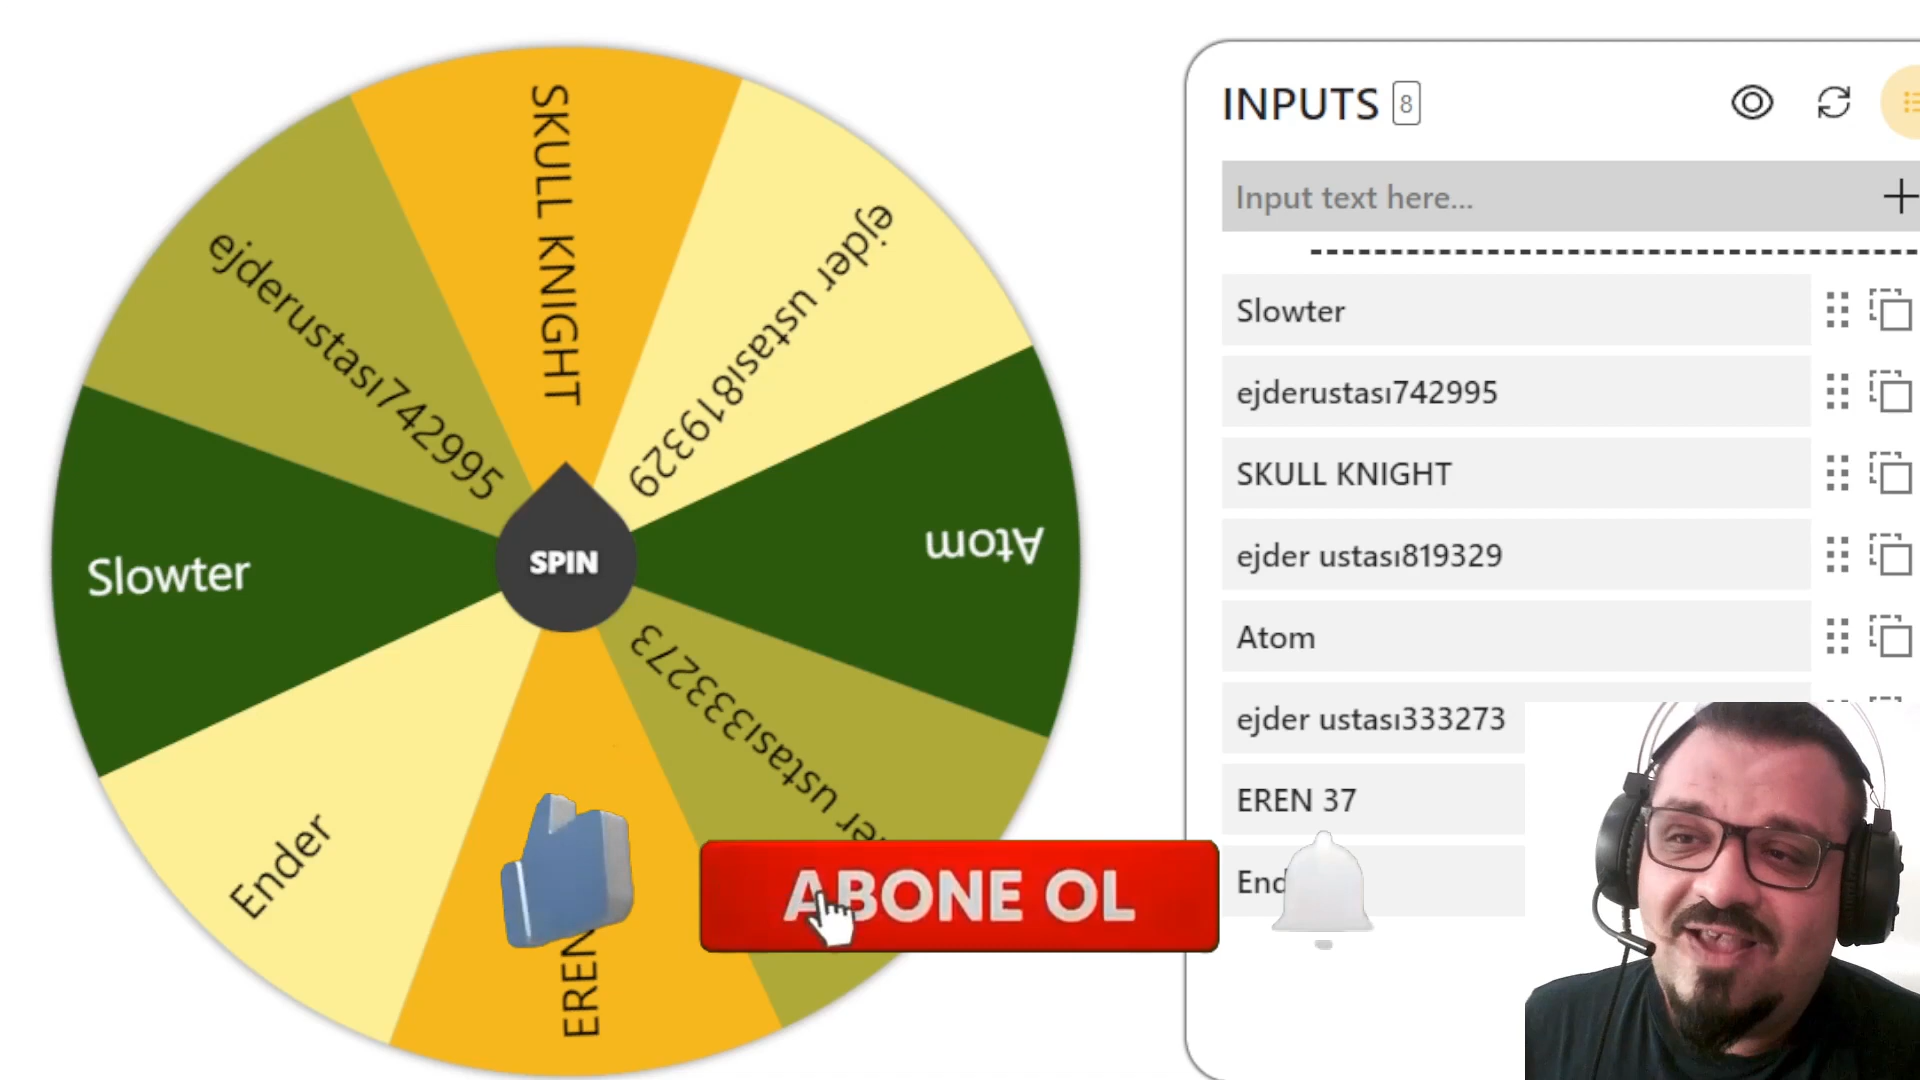 SKULL KNIGHT
ejderustası742995
ejder ustası819329
Slowter
SPIN
Atom
ustası333273
Ender
EREN
ABONE OL
INPUTS 8
Input text here...
Slowter
ejderustası742995
SKULL KNIGHT
ejder ustası819329
Atom
ejder ustası333273
EREN 37
End